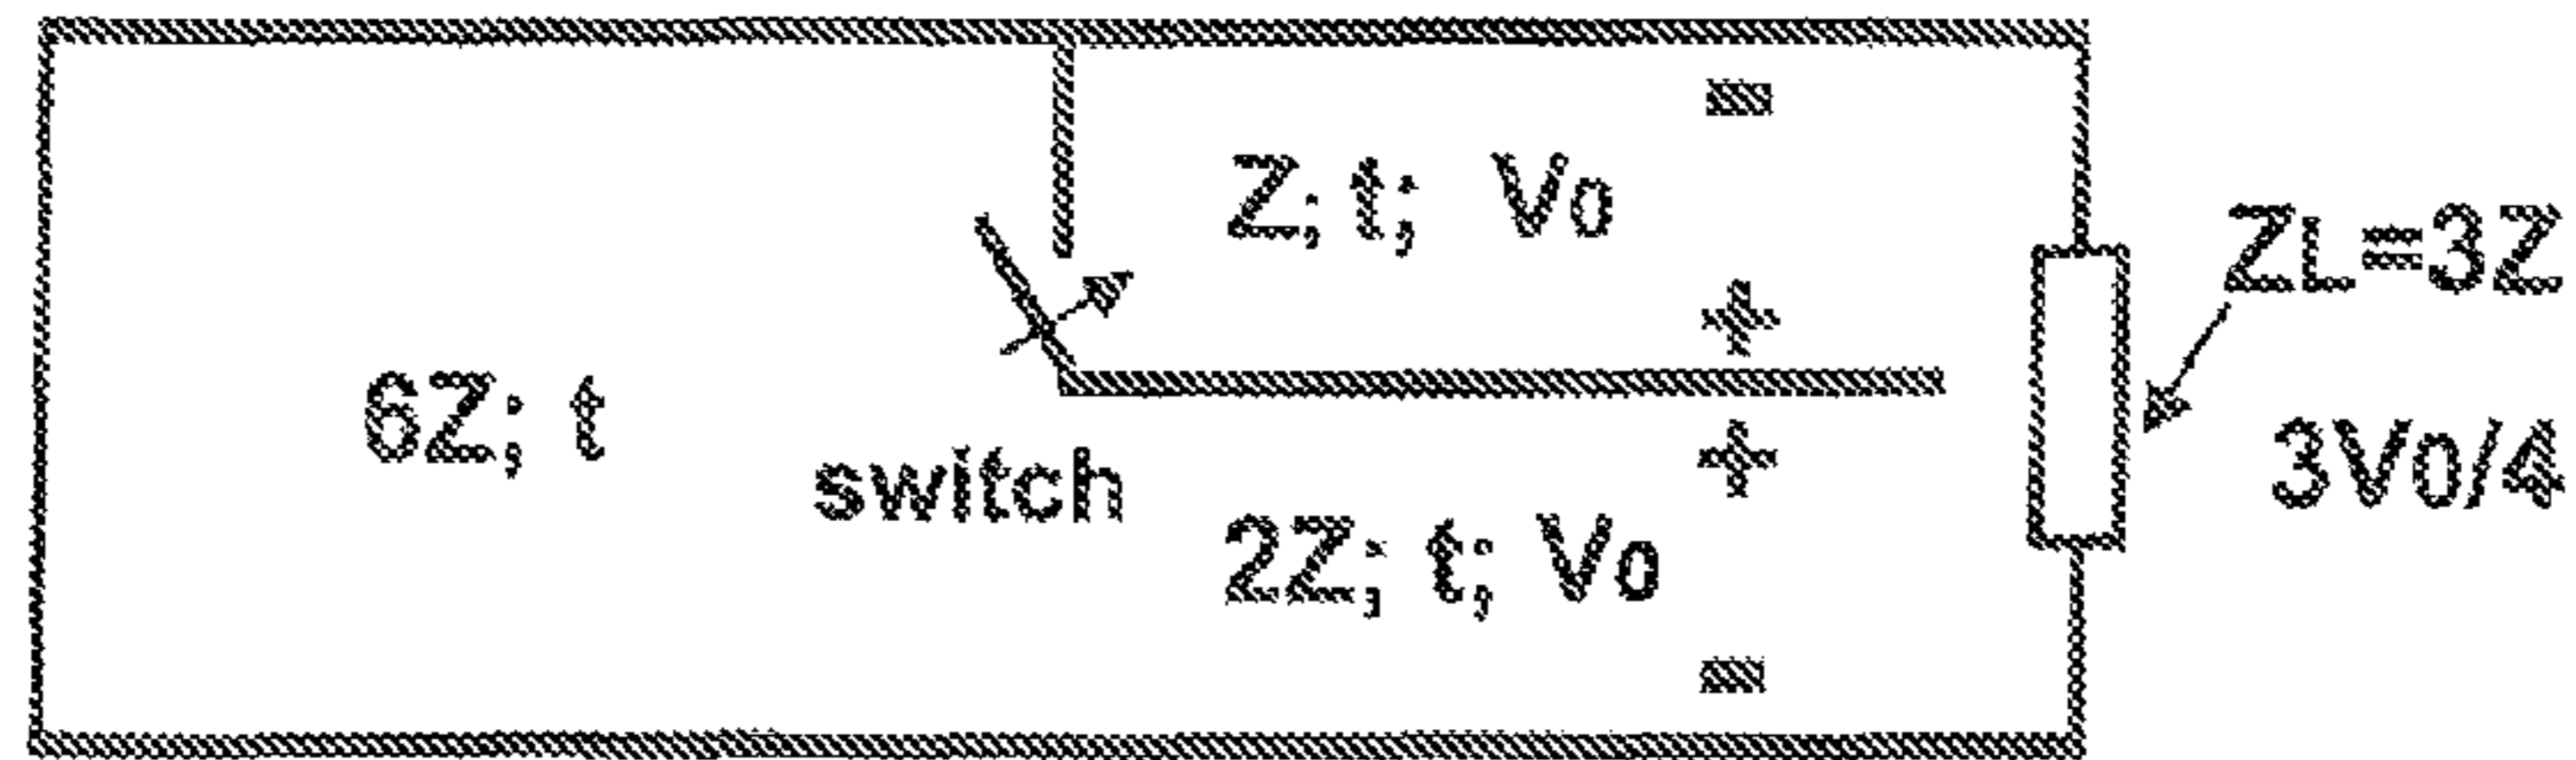 Z; t; V0
ZL=3Z
6Z; t
3V0/4
switch
2Z; t; V0